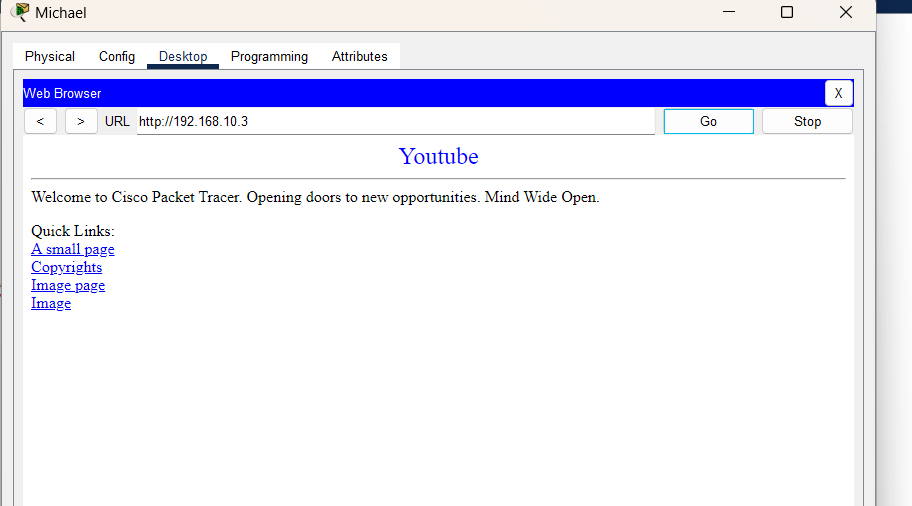 Michael
Physical Config Desktop Programming Attributes
Web Browser X
< > URL http://192.168.10.3 Go Stop
Youtube
Welcome to Cisco Packet Tracer. Opening doors to new opportunities. Mind Wide Open.
Quick Links:
A small page
Copyrights
Image page
Image